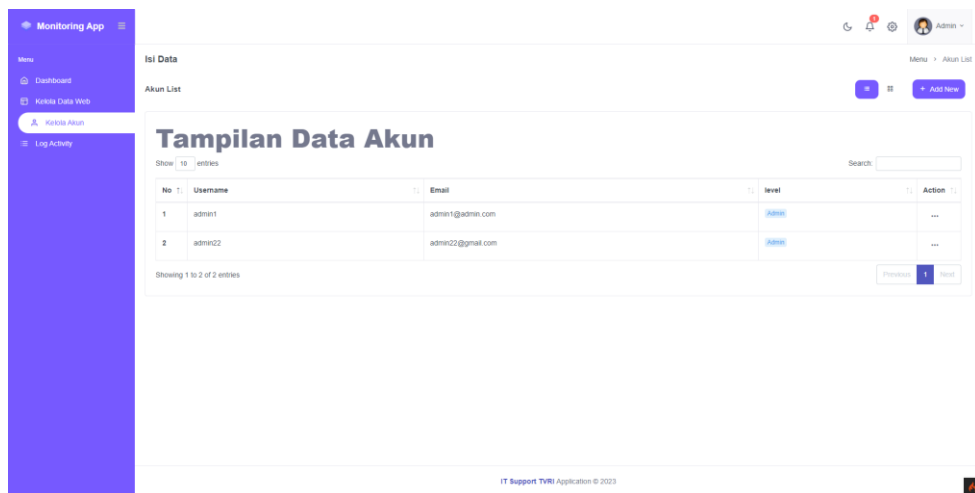 Monitoring App
Admin
Menu
Isi Data
Menu > Akun List
Dashboard
Akun List
+ Add New
Kelola Data Web
Kelola Akun
Log Activity
Tampilan Data Akun
Show 10 entries
Search:
No Username Email level Action
1 admin1 admin1@admin.com Admin ...
2 admin22 admin22@gmail.com Admin ...
Showing 1 to 2 of 2 entries
Previous 1 Next
IT Support TVRI Application © 2023